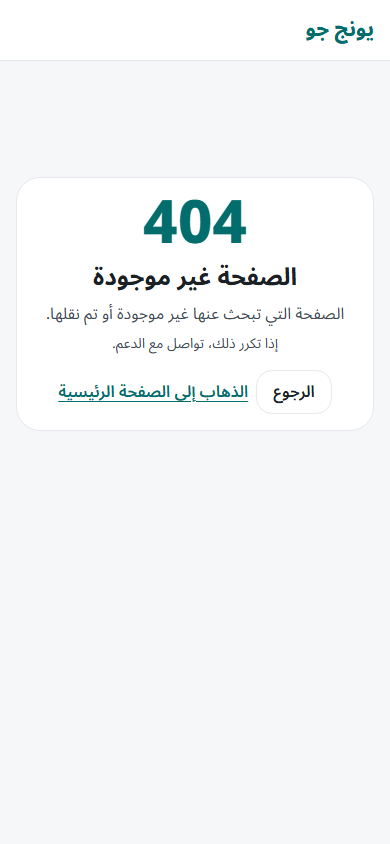 يونج جو
404
الصفحة غير موجودة
الصفحة التي تبحث عنها غير موجودة أو تم نقلها.
إذا تكرر ذلك، تواصل مع الدعم.
الرجوع الذهاب إلى الصفحة الرئيسية